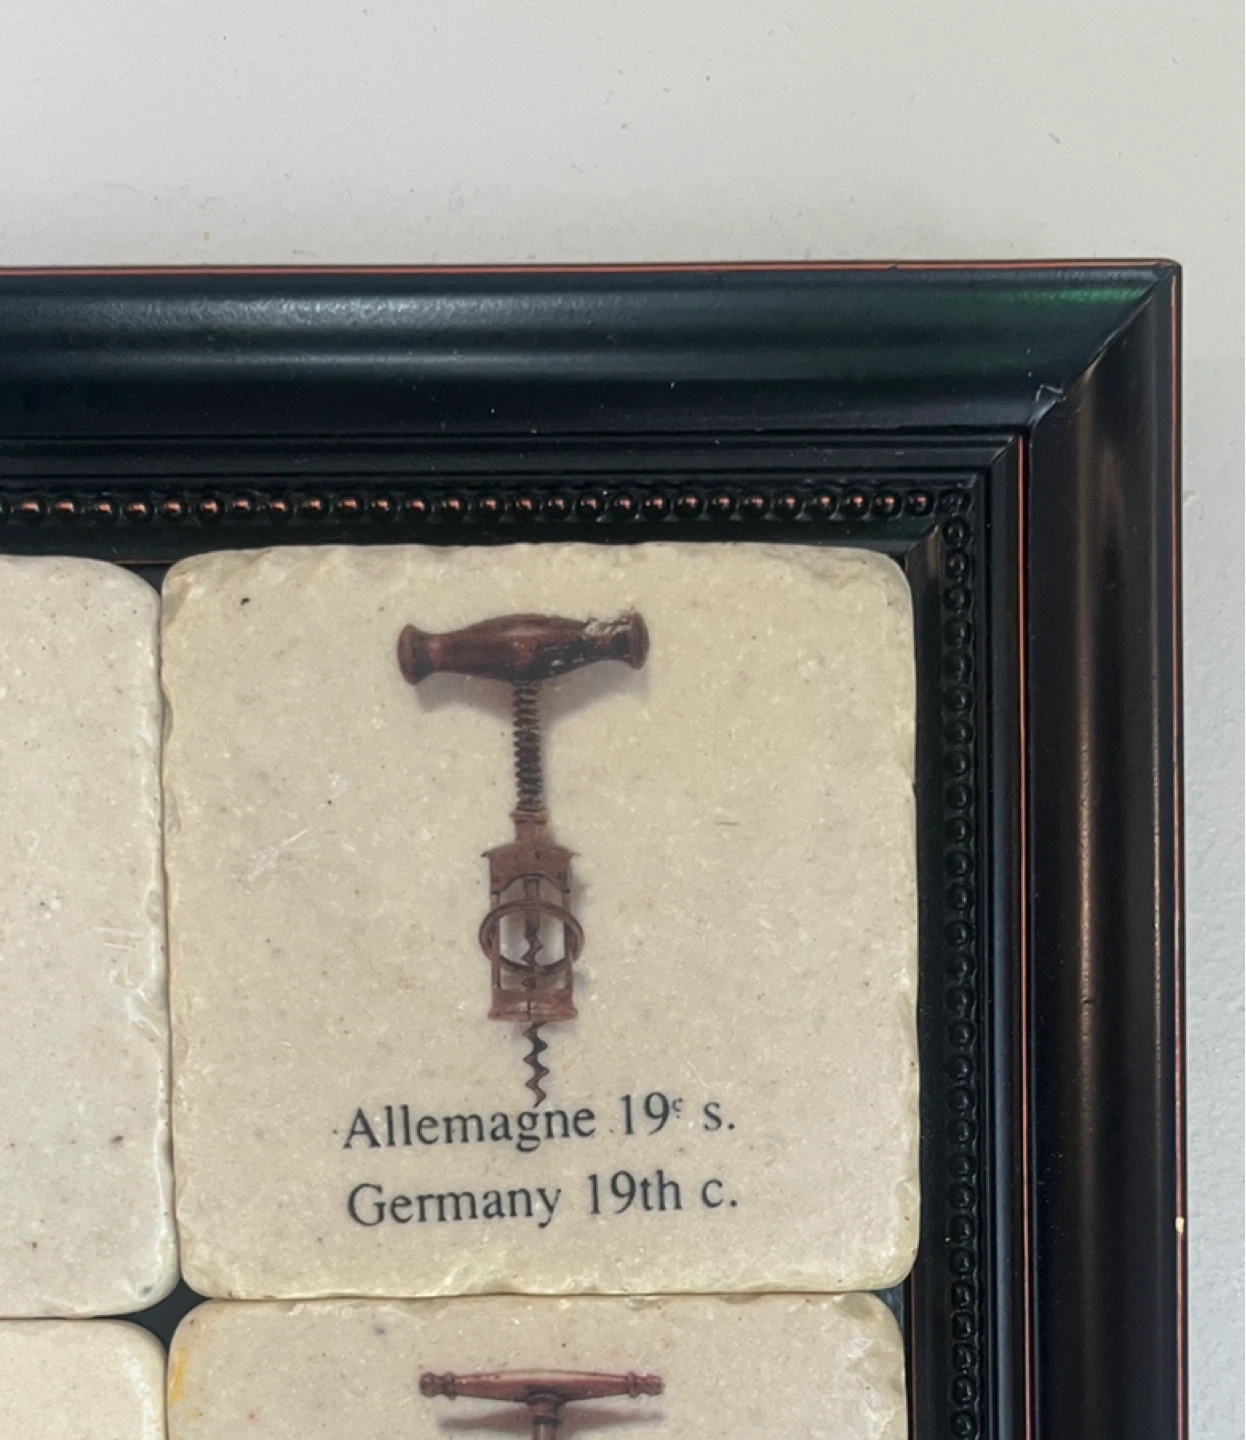 Allemagne 19ᵉ s.
Germany 19th c.